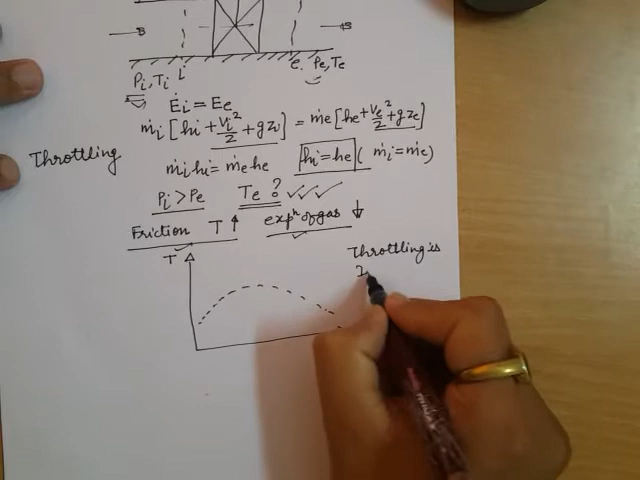 →B →B
i e
Pi, Ti Pe, Te
Ėi = Ėe
ṁi [hi + Vi²/2 + gzi] = ṁe [he + Ve²/2 + gze]
Throttling ṁi hi = ṁe he hi = he (ṁi = ṁe)
Pi > Pe Te ? ✓✓✓
Friction T ↑ expⁿ of gas ↓
T Throttling is
I